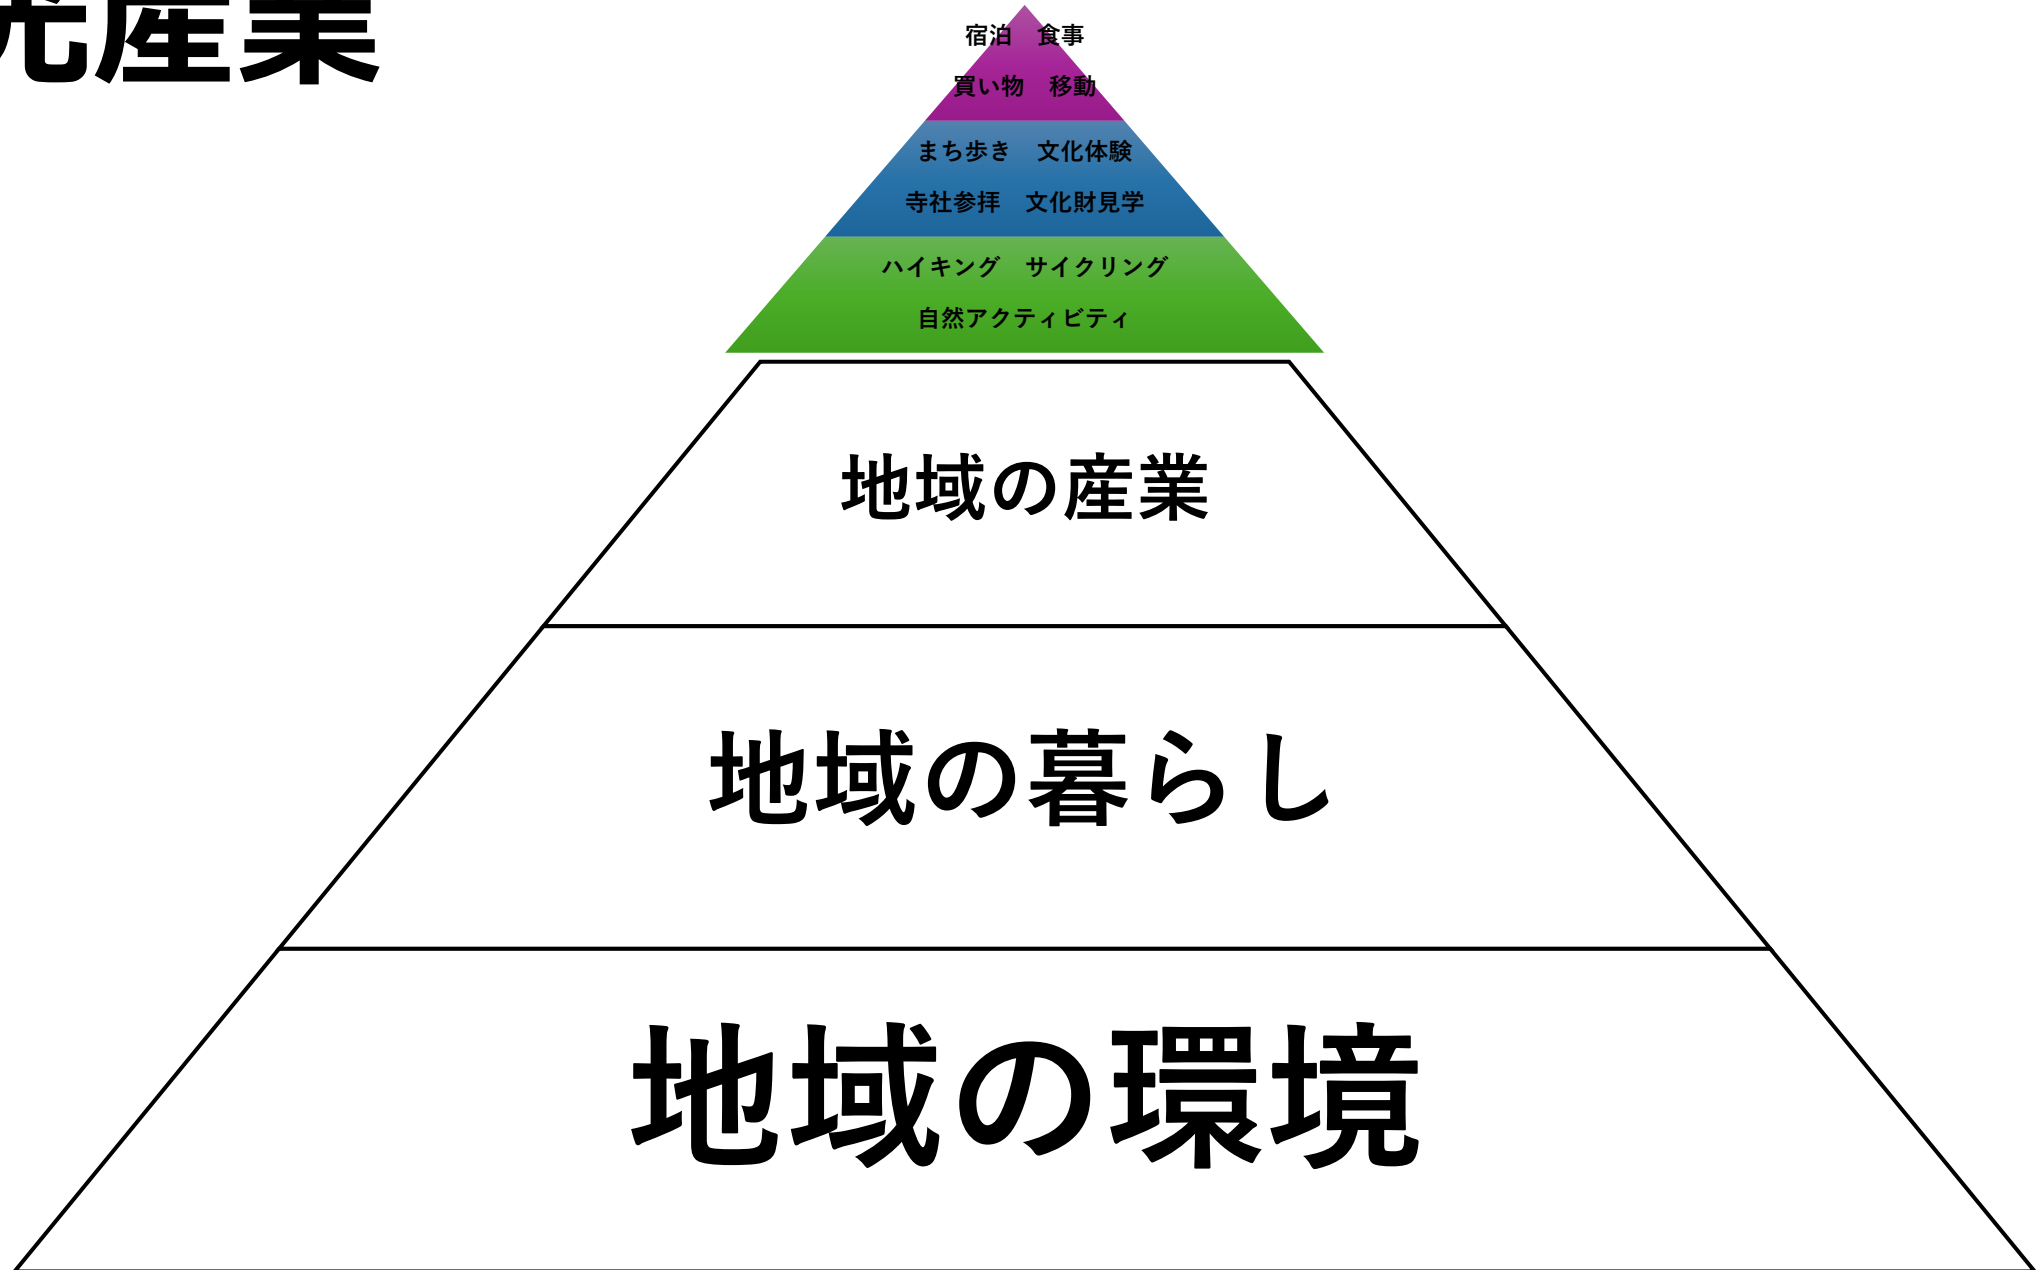 光産業
宿泊　食事
買い物　移動
まち歩き　文化体験
寺社参拝　文化財見学
ハイキング　サイクリング
自然アクティビティ
地域の産業
地域の暮らし
地域の環境